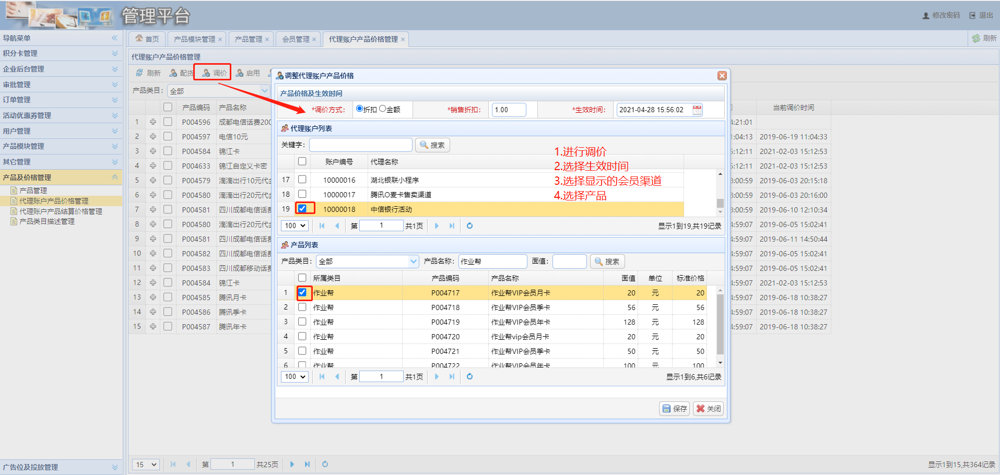 管理平台
修改密码 退出
导航菜单
积分卡管理
企业后台管理
审批管理
订单管理
活动优惠券管理
用户管理
产品模块管理
其它管理
产品及价格管理
产品管理
代理账户产品价格管理
代理账户产品结算价格管理
产品类目描述管理
广告位及投放管理
首页 产品模块管理 × 产品管理 × 会员管理 × 代理账户产品价格管理 × 刷新
代理账户产品价格管理
刷新 配货 调价 启用
产品类目: 全部
产品编码 产品名称 当前调价时间
1 P004596 成都电信话费200 4:21:01
2 P004597 电信10元 :04:13 2019-06-19 11:04:33
3 P004584 锦江卡 5:12:11 2021-02-03 15:12:53
4 P004633 锦江自定义卡密 5:12:11 2021-02-03 15:12:53
5 P004579 滴滴出行10元代金 3:00:59 2019-06-03 20:15:18
6 P004580 滴滴出行20元代金 3:00:59 2019-06-03 20:16:00
7 P004581 四川成都电信话费 3:00:59 2019-06-10 12:10:34
8 P004580 滴滴出行20元代金 4:59:07 2019-06-05 15:02:41
9 P004581 四川成都电信话费 4:59:07 2019-06-11 14:50:44
10 P004582 四川成都电信话费 4:59:07 2019-06-05 15:02:41
11 P004583 四川成都移动话费 4:59:07 2019-06-05 15:02:41
12 P004584 锦江卡 4:59:07 2021-02-03 15:12:53
13 P004585 腾讯月卡 4:59:07 2019-06-18 10:38:27
14 P004586 腾讯季卡 4:59:07 2019-06-18 10:38:27
15 P004587 腾讯年卡 4:59:07 2019-06-18 10:38:27
15 第 1 共25页 显示1到15,共364记录
调整代理账户产品价格
产品价格及生效时间
*调价方式: 折扣 金额 *销售折扣: 1.00 *生效时间: 2021-04-28 15:56:02
代理账户列表
关键字: 搜索
账户编号 代理名称
17 10000016 湖北银联小程序
18 10000017 腾讯O麦卡售卖渠道
19 10000018 中信银行活动
1.进行调价
2.选择生效时间
3.选择显示的会员渠道
4.选择产品
100 第 1 共1页 显示1到19,共19记录
产品列表
产品类目: 全部 产品名称: 作业帮 面值: 搜索
所属类目 产品编码 产品名称 面值 单位 标准价格
1 作业帮 P004717 作业帮VIP会员月卡 20 元 20
2 作业帮 P004718 作业帮VIP会员季卡 56 元 56
3 作业帮 P004719 作业帮VIP会员年卡 128 元 128
4 作业帮 P004720 作业帮vip会员月卡 20 元 20
5 作业帮 P004721 作业帮VIP会员季卡 50 元 50
6 作业帮 P004722 作业帮VIP会员年卡 100 元 100
100 第 1 共1页 显示1到6,共6记录
保存 关闭